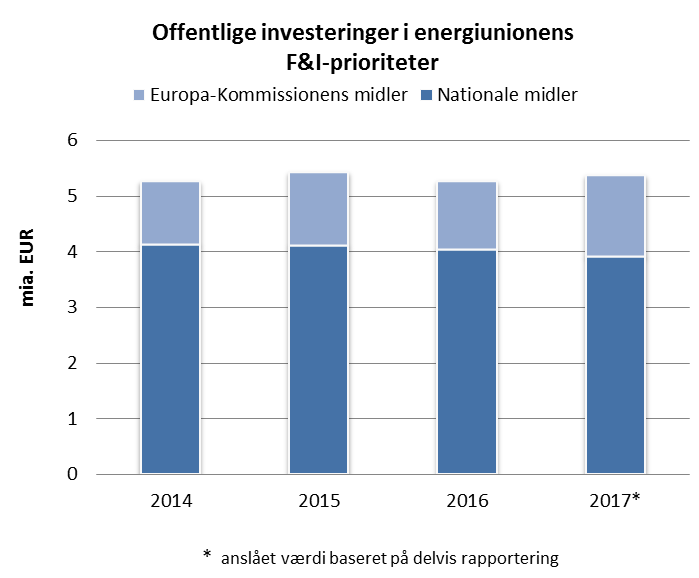 Offentlige investeringer i energiunionens
F&I-prioriteter
Europa-Kommissionens midler Nationale midler
6
5
4
3
2
1
0
mia. EUR
2014 2015 2016 2017*
* anslået værdi baseret på delvis rapportering